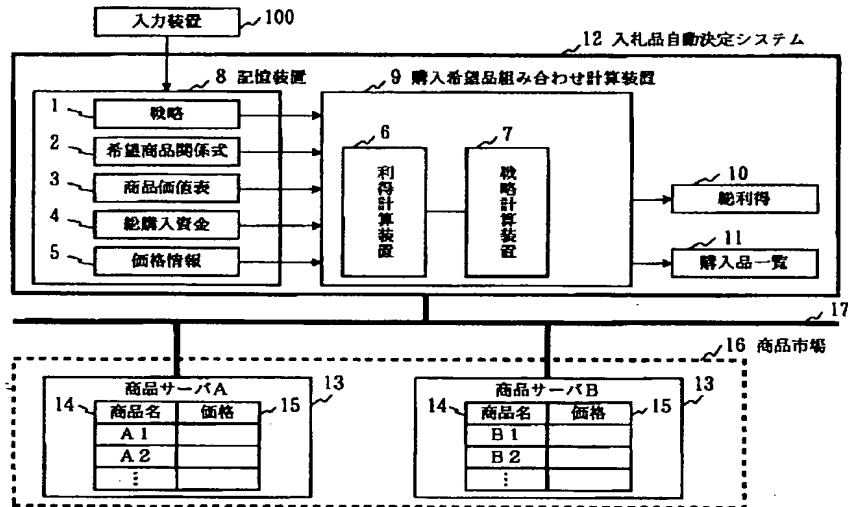 入力装置
100
12 入札品自動決定システム
8 記憶装置
9 購入希望品組み合わせ計算装置
1
戦略
2
希望商品関係式
3
商品価値表
4
総購入資金
5
価格情報
6
利得計算装置
7
戦略計算装置
10
総利得
11
購入品一覧
17
16 商品市場
商品サーバA
13
14
商品名
価格
15
A1
A2
⋮
商品サーバB
13
14
商品名
価格
15
B1
B2
⋮